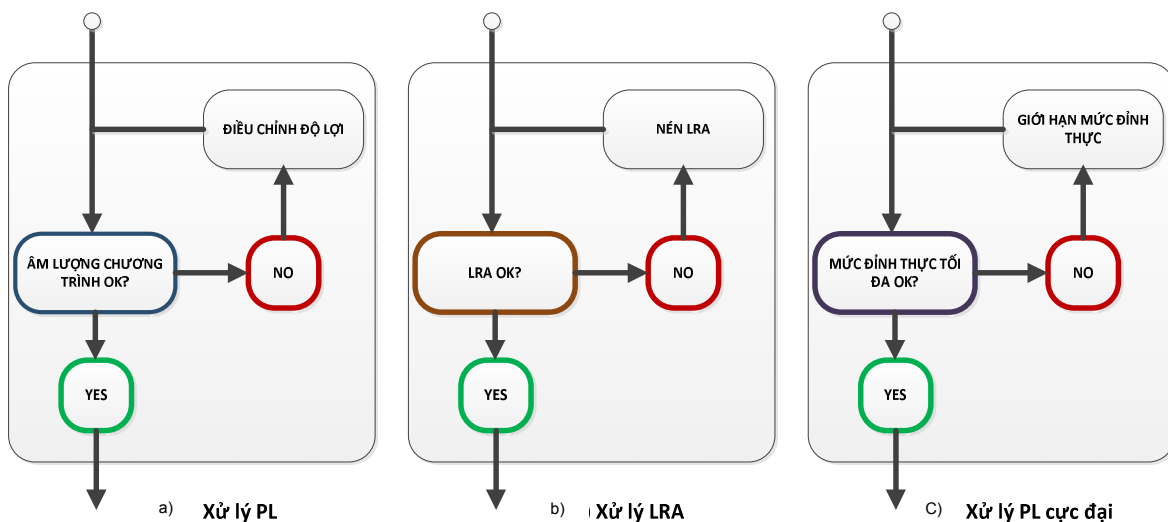 ĐIỀU CHỈNH ĐỘ LỢI
ÂM LƯỢNG CHƯƠNG
TRÌNH OK?
NO
YES
a) Xử lý PL
NÉN LRA
LRA OK?
NO
YES
b) ) Xử lý LRA
GIỚI HẠN MỨC ĐỈNH
THỰC
MỨC ĐỈNH THỰC TỐI
ĐA OK?
NO
YES
C) Xử lý PL cực đại